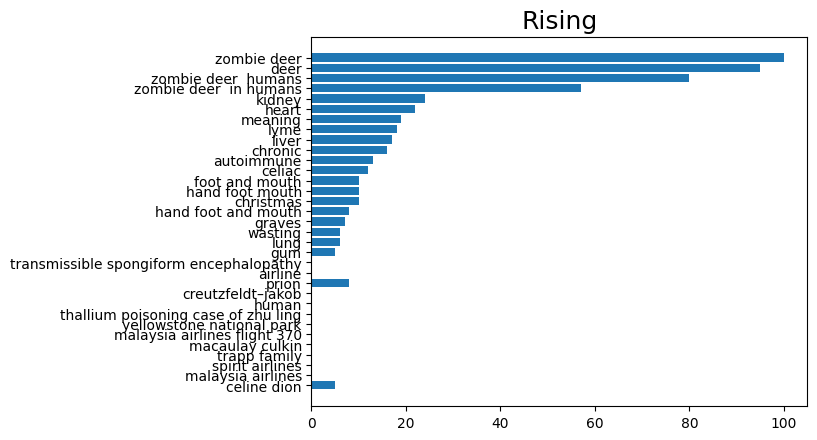 Rising
zombie deer
deer
zombie deer  humans
zombie deer  in humans
kidney
heart
meaning
lyme
liver
chronic
autoimmune
celiac
foot and mouth
hand foot mouth
christmas
hand foot and mouth
graves
wasting
lung
gum
transmissible spongiform encephalopathy
airline
prion
creutzfeldt–jakob
human
thallium poisoning case of zhu ling
yellowstone national park
malaysia airlines flight 370
macaulay culkin
trapp family
spirit airlines
malaysia airlines
celine dion
0 20 40 60 80 100